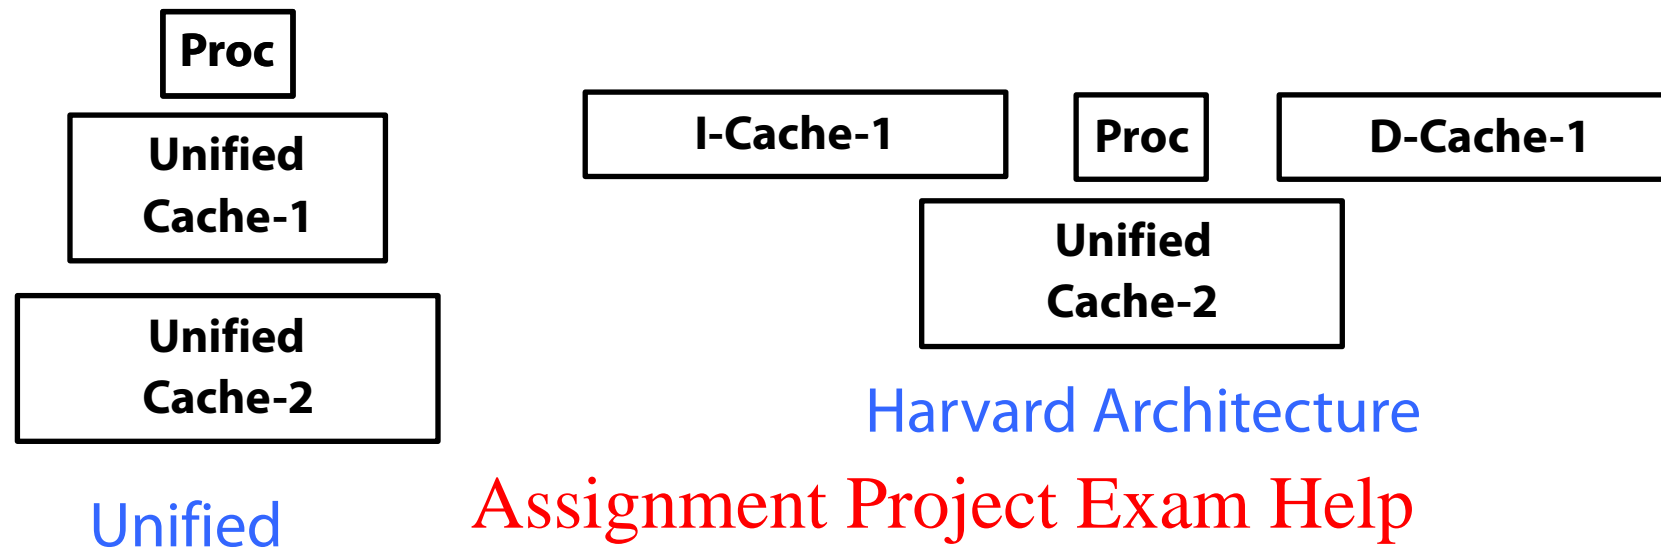 Proc
Unified
Cache-1
Unified
Cache-2
Unified
I-Cache-1
Proc
D-Cache-1
Unified
Cache-2
Harvard Architecture
Assignment Project Exam Help